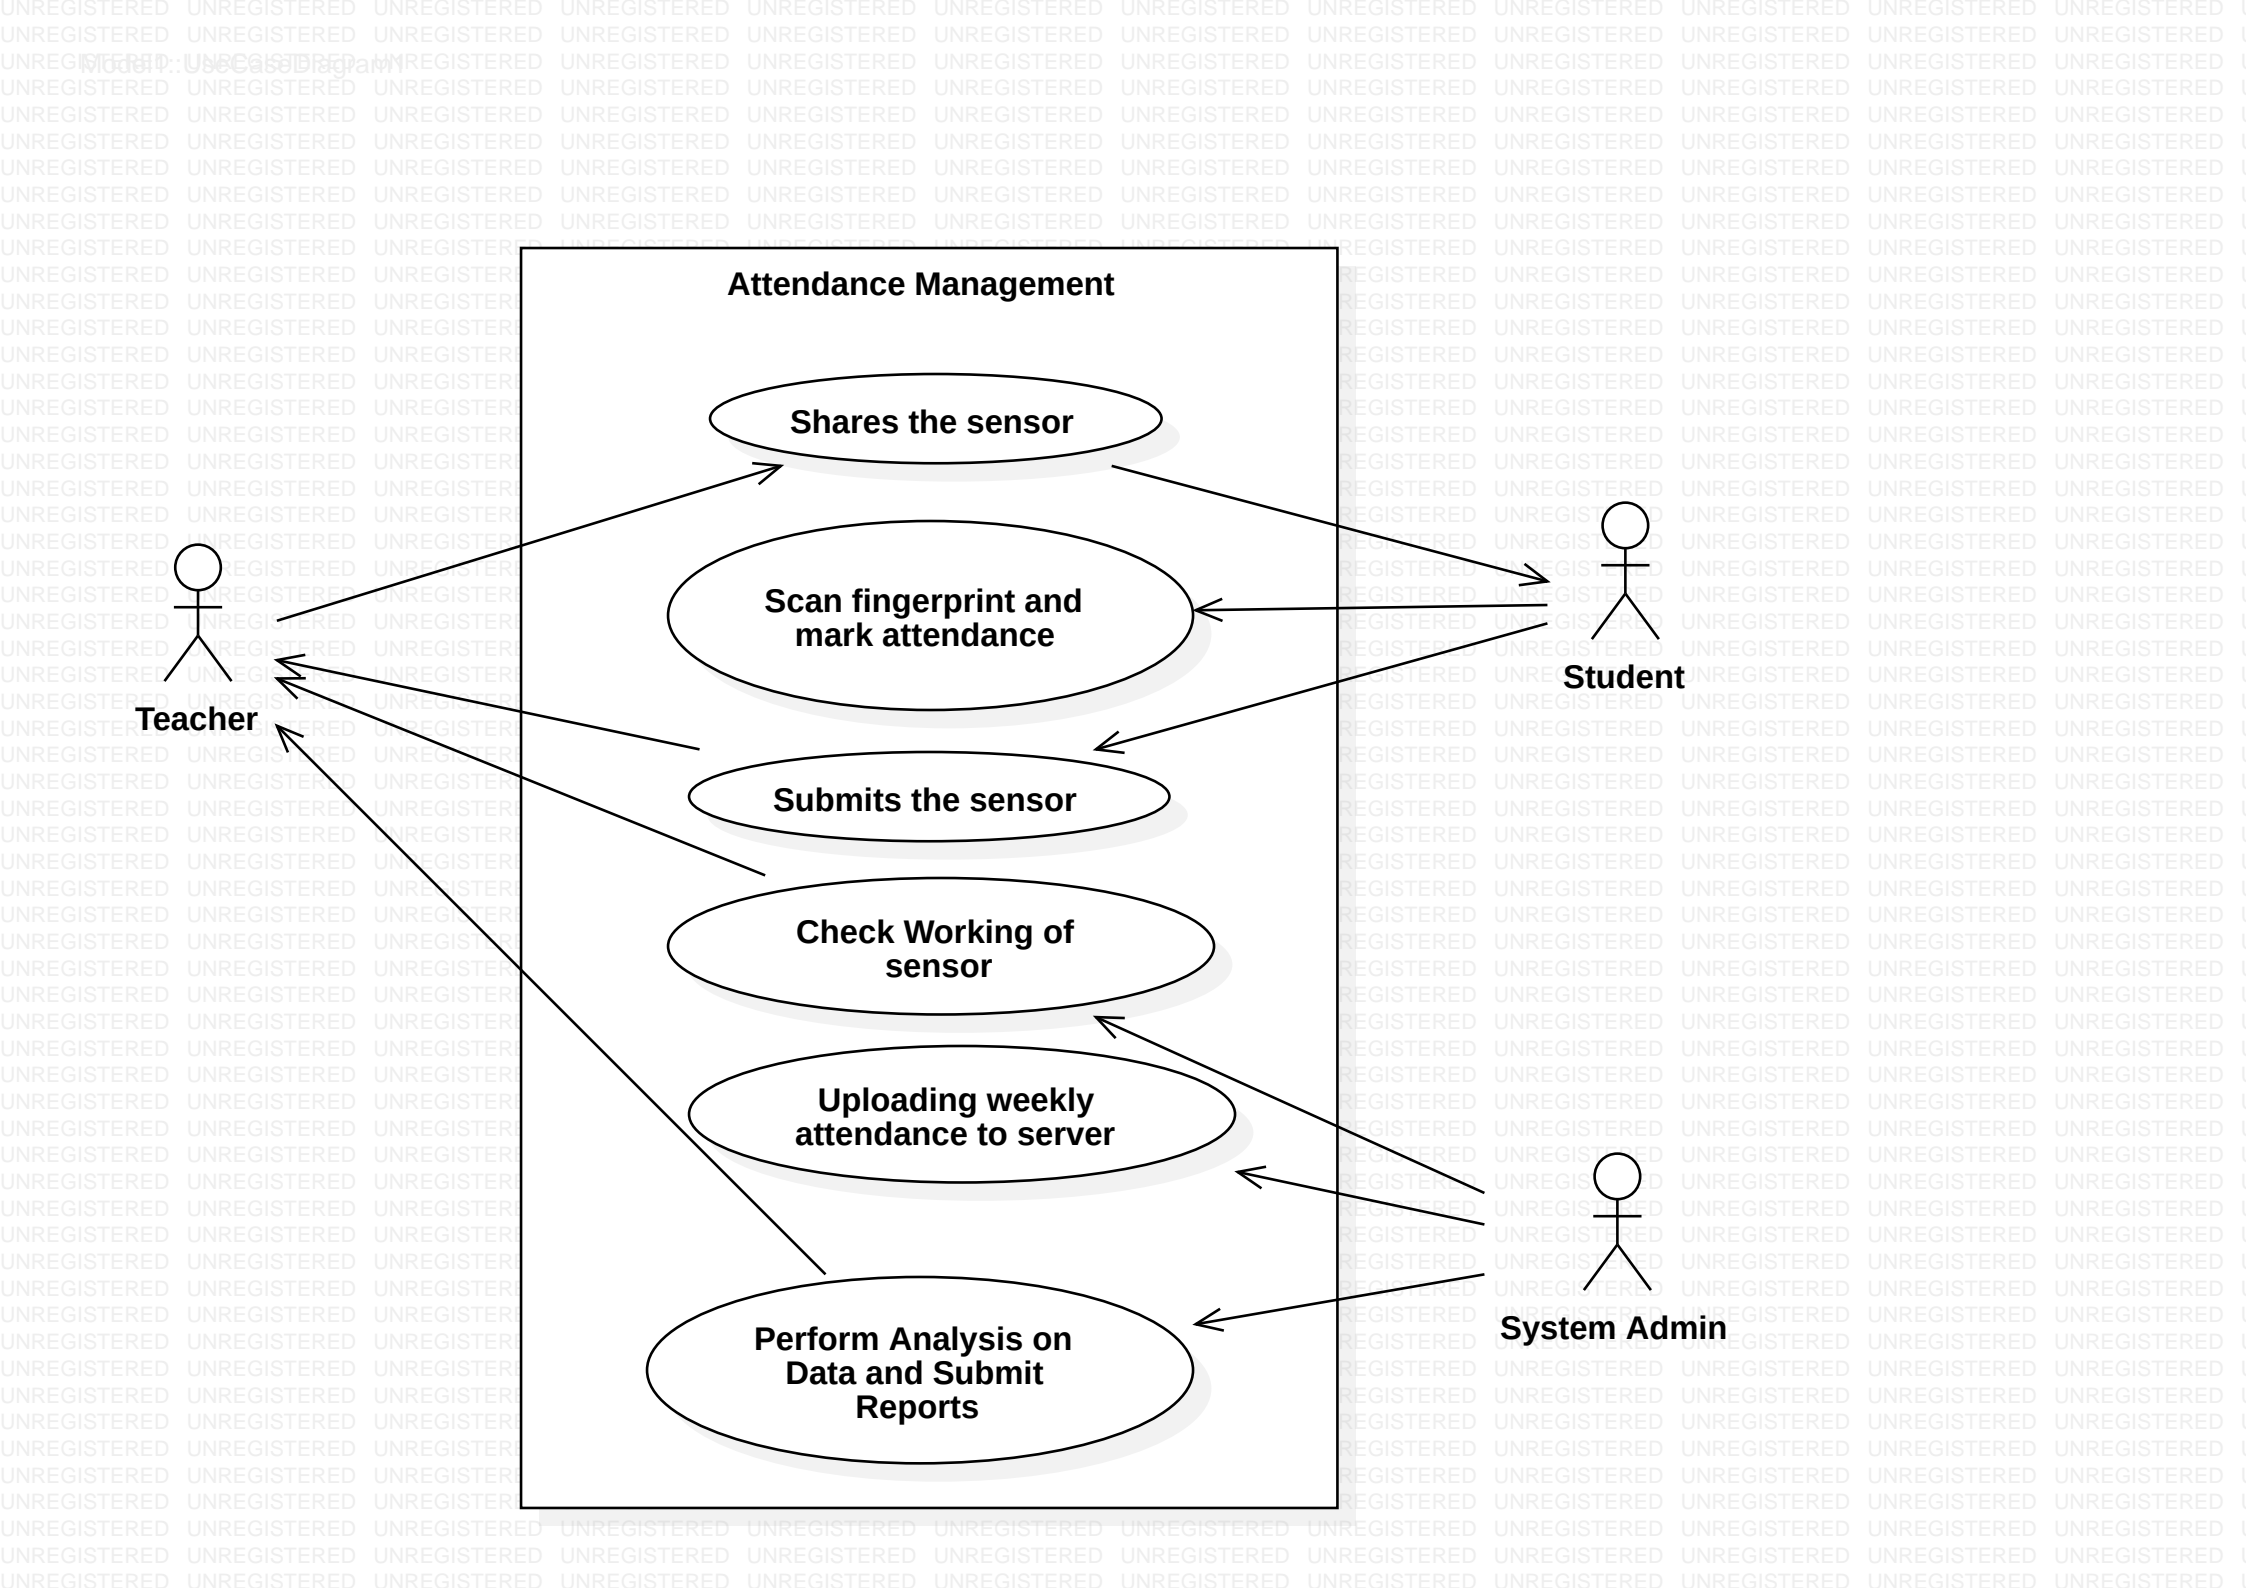 Model1::UseCaseDiagram1
Attendance Management
Shares the sensor
Scan fingerprint and
mark attendance
Student
Teacher
Submits the sensor
Check Working of
sensor
Uploading weekly
attendance to server
System Admin
Perform Analysis on
Data and Submit
Reports
UNREGISTERED